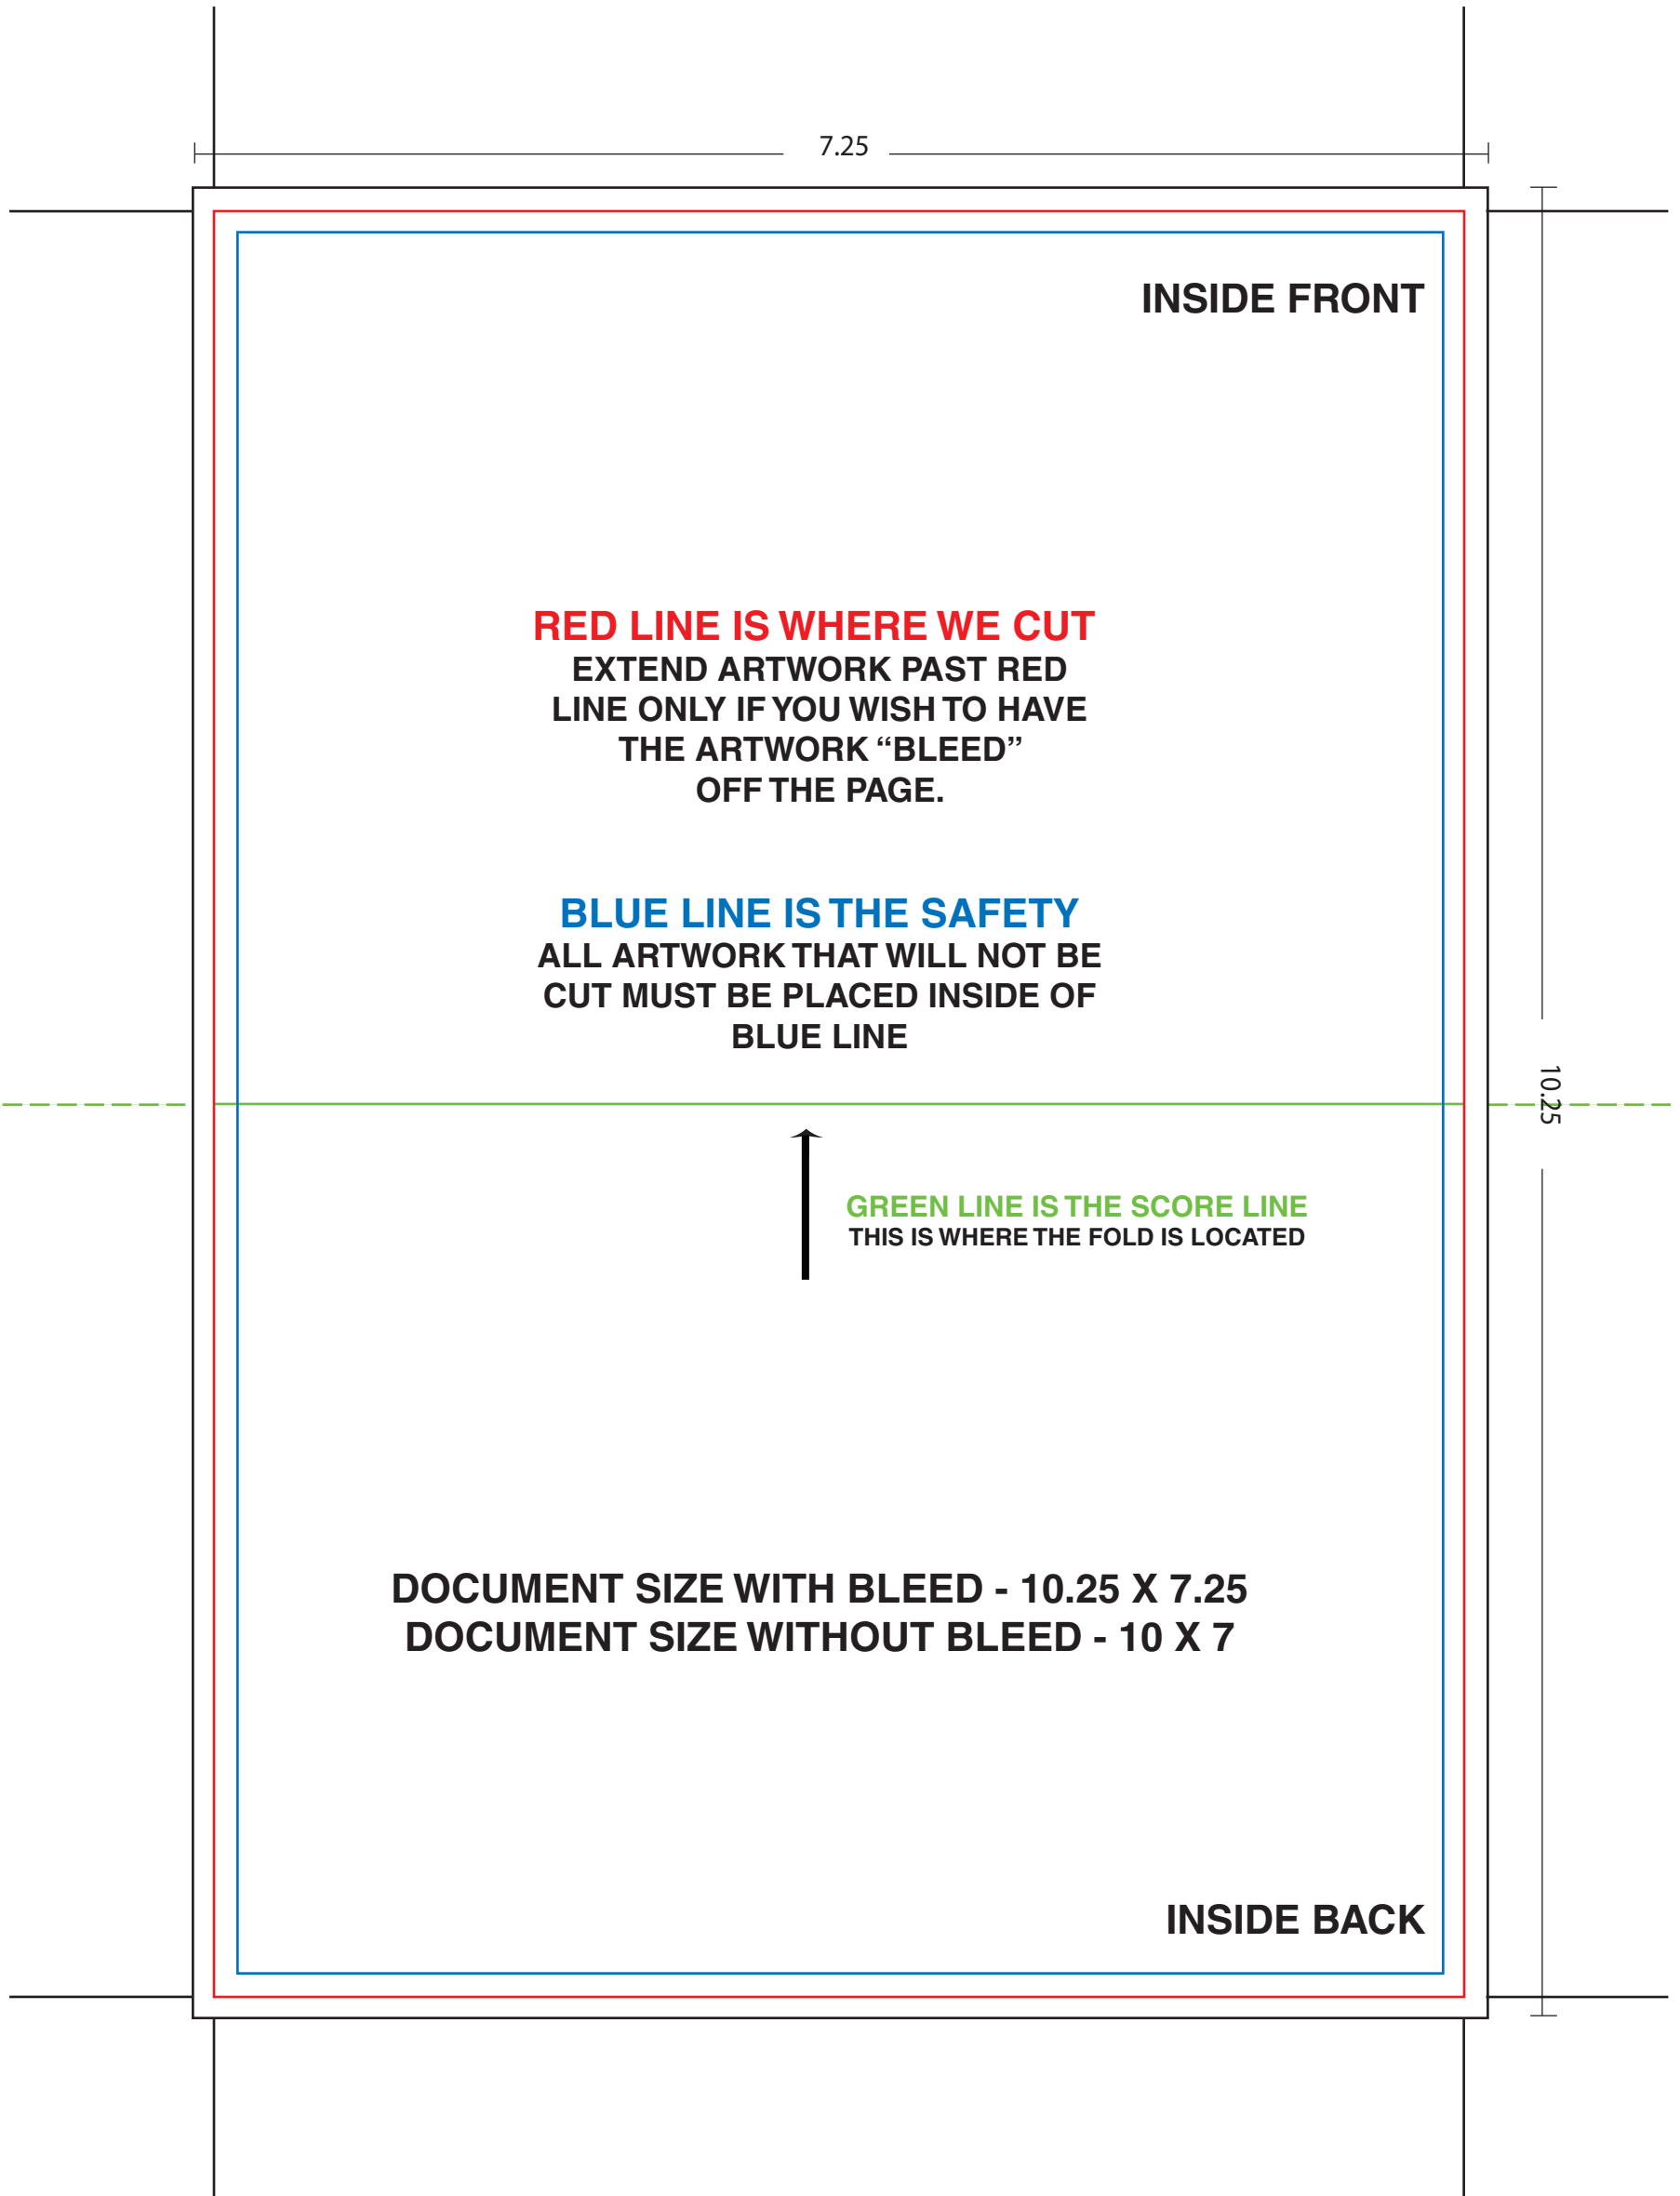 7.25
INSIDE FRONT
RED LINE IS WHERE WE CUT
EXTEND ARTWORK PAST RED
LINE ONLY IF YOU WISH TO HAVE
THE ARTWORK “BLEED”
OFF THE PAGE.
BLUE LINE IS THE SAFETY
ALL ARTWORK THAT WILL NOT BE
CUT MUST BE PLACED INSIDE OF
BLUE LINE
10.25
GREEN LINE IS THE SCORE LINE
THIS IS WHERE THE FOLD IS LOCATED
DOCUMENT SIZE WITH BLEED - 10.25 X 7.25
DOCUMENT SIZE WITHOUT BLEED - 10 X 7
INSIDE BACK